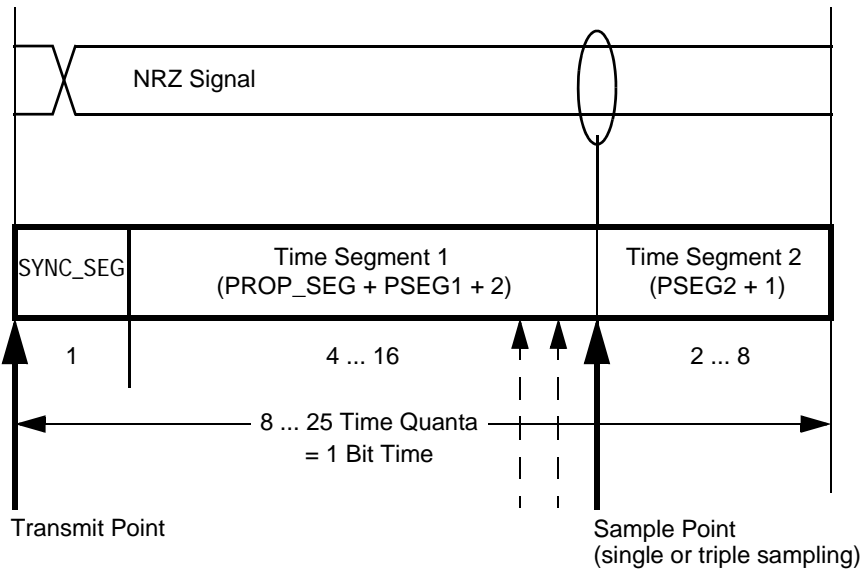 NRZ Signal
SYNC_SEG
Time Segment 1
(PROP_SEG + PSEG1 + 2)
Time Segment 2
(PSEG2 + 1)
1
4 ... 16
2 ... 8
8 ... 25 Time Quanta
= 1 Bit Time
Transmit Point
Sample Point
(single or triple sampling)